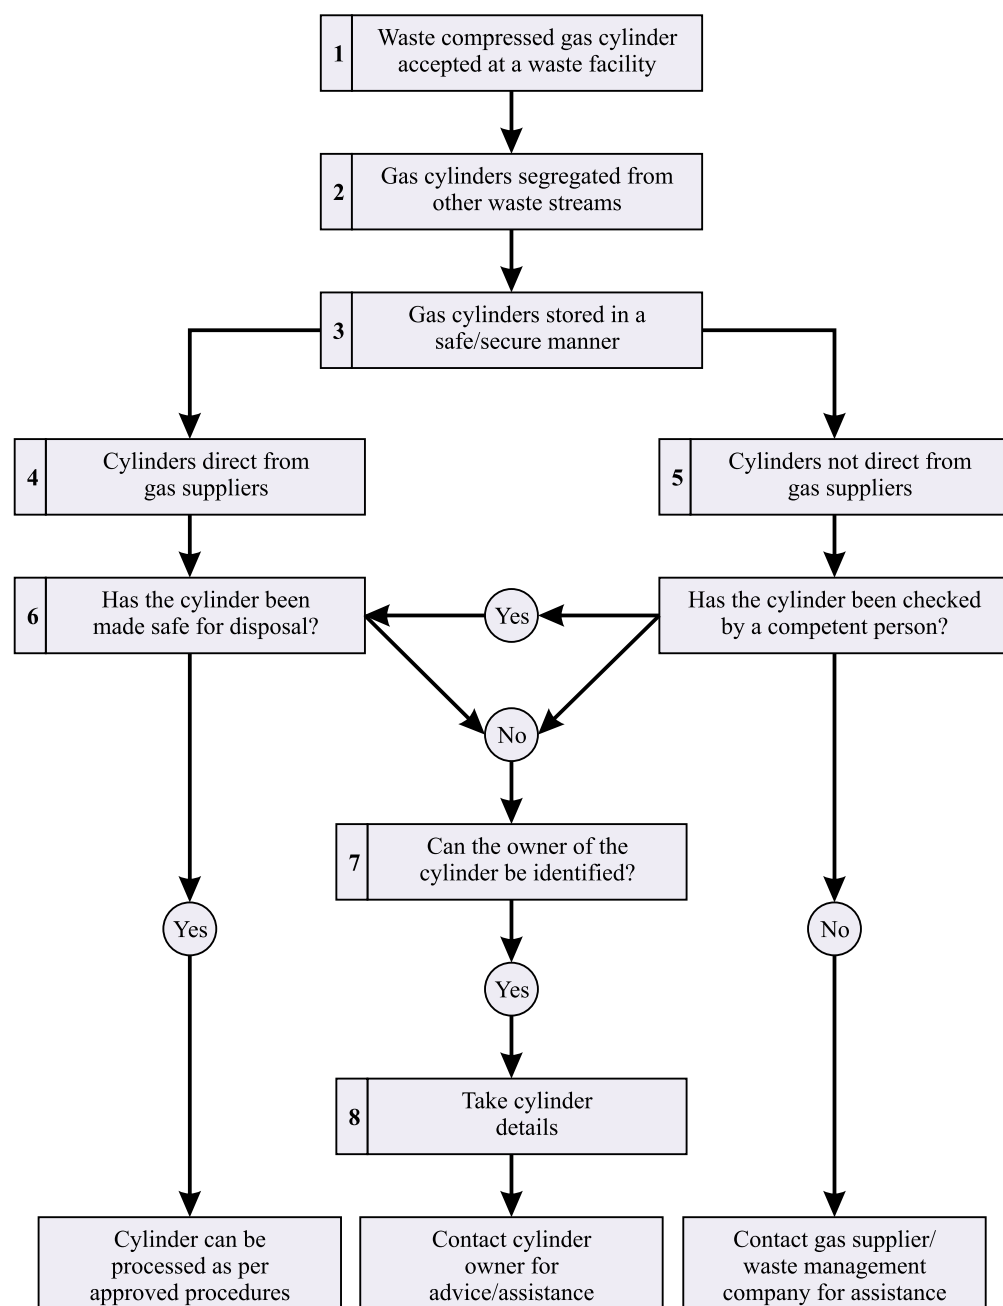 1
Waste compressed gas cylinder
accepted at a waste facility
2
Gas cylinders segregated from
other waste streams
3
Gas cylinders stored in a
safe/secure manner
4
Cylinders direct from
gas suppliers
5
Cylinders not direct from
gas suppliers
6
Has the cylinder been
made safe for disposal?
Yes
Has the cylinder been checked
by a competent person?
No
7
Can the owner of the
cylinder be identified?
Yes
No
Yes
8
Take cylinder
details
Cylinder can be
processed as per
approved procedures
Contact cylinder
owner for
advice/assistance
Contact gas supplier/
waste management
company for assistance